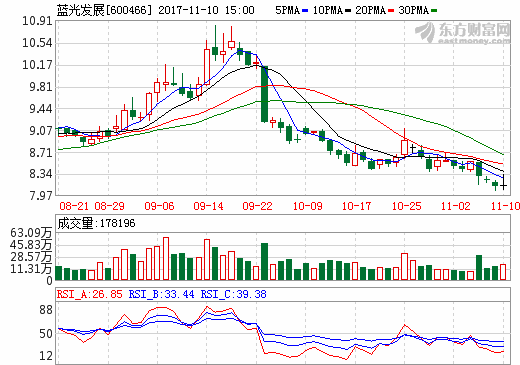 蓝光发展[600466] 2017-11-10 15:00 5PMA 10PMA 20PMA 30PMA
东方财富网
eastmoney.com
10.91
10.54
10.17
9.81
9.44
9.07
8.71
8.34
7.97
08-21 08-29 09-06 09-14 09-22 10-09 10-17 10-25 11-02 11-10
成交量:178196
63.09万
45.83万
28.57万
11.31万
0
RSI_A:26.85 RSI_B:33.44 RSI_C:39.38
88
50
12